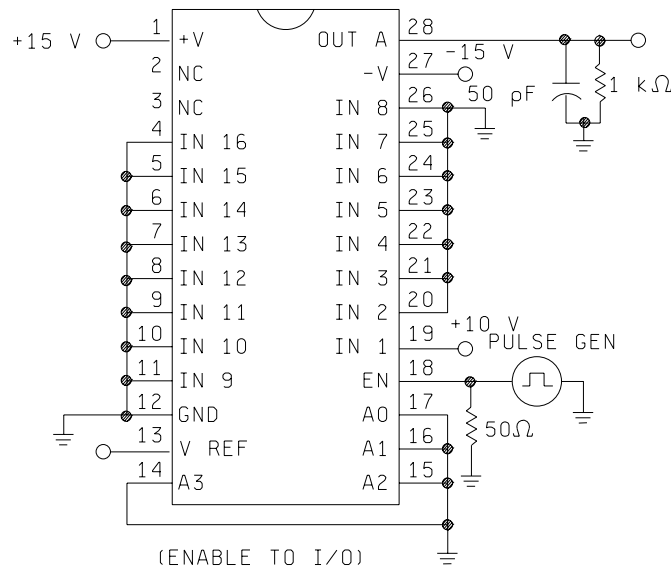 +15 V
1 +V OUT A 28
2 NC -V 27 -15 V
3 NC IN 8 26 50 pF 1 kΩ
4 IN 16 IN 7 25
5 IN 15 IN 6 24
6 IN 14 IN 5 23
7 IN 13 IN 4 22
8 IN 12 IN 3 21
9 IN 11 IN 2 20
10 IN 10 IN 1 19 +10 V
PULSE GEN
11 IN 9 EN 18
12 GND A0 17
50Ω
13 V REF A1 16
14 A3 A2 15
(ENABLE TO I/O)